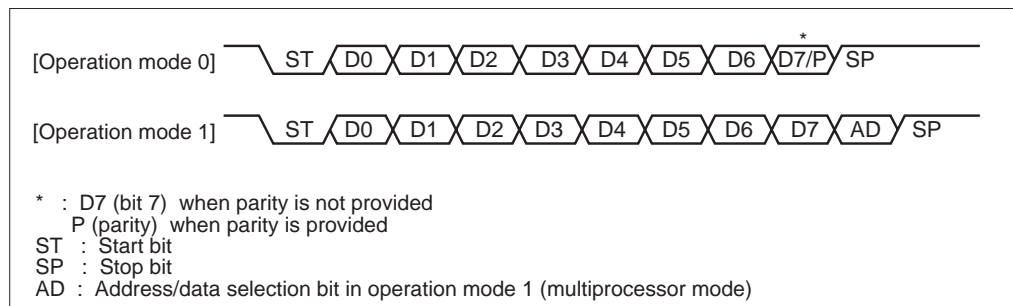 *
[Operation mode 0] ST D0 D1 D2 D3 D4 D5 D6 D7/P SP
[Operation mode 1] ST D0 D1 D2 D3 D4 D5 D6 D7 AD SP
* : D7 (bit 7) when parity is not provided
P (parity) when parity is provided
ST : Start bit
SP : Stop bit
AD : Address/data selection bit in operation mode 1 (multiprocessor mode)